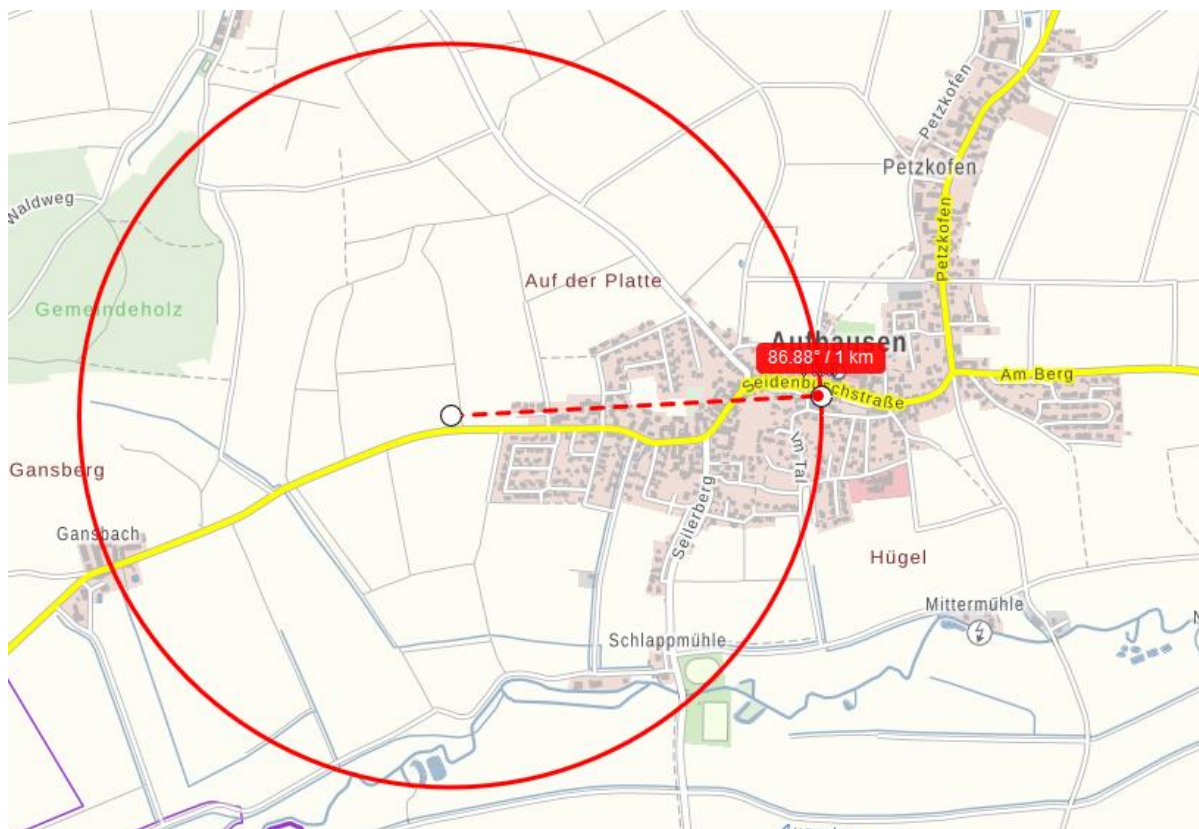 Petzkofen
Petzkofen
Waldweg
Petzkofen
Auf der Platte
Gemeindeholz
Aufhausen
86.88° / 1 km
Seidenbuschstraße
Am Berg
Gansberg
Im Tal
Gansbach
Seilerberg
Hügel
Mittermühle
Schlappmühle